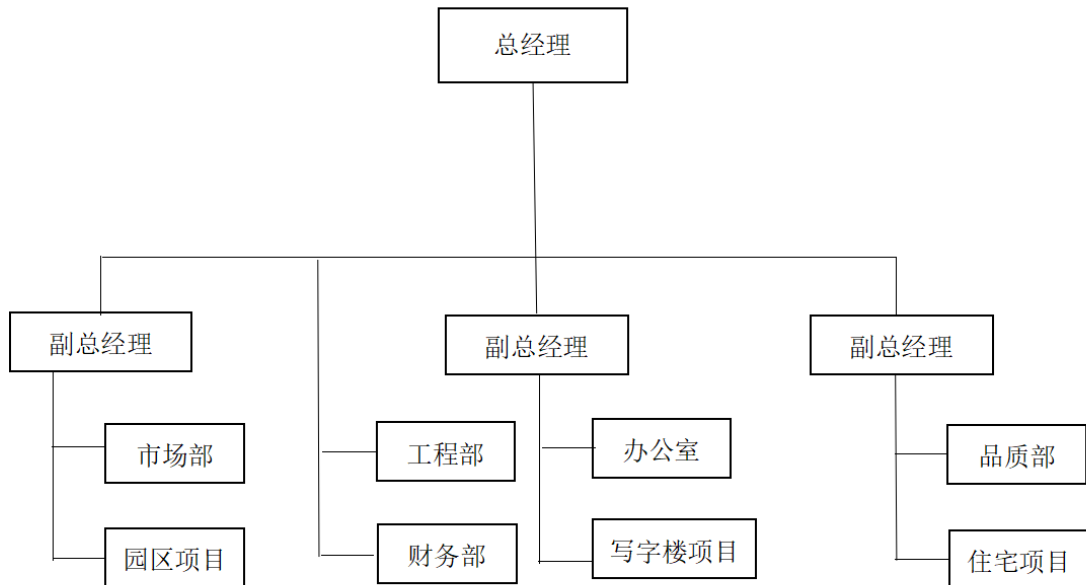 总经理
副总经理
副总经理
副总经理
市场部
工程部
办公室
品质部
园区项目
财务部
写字楼项目
住宅项目